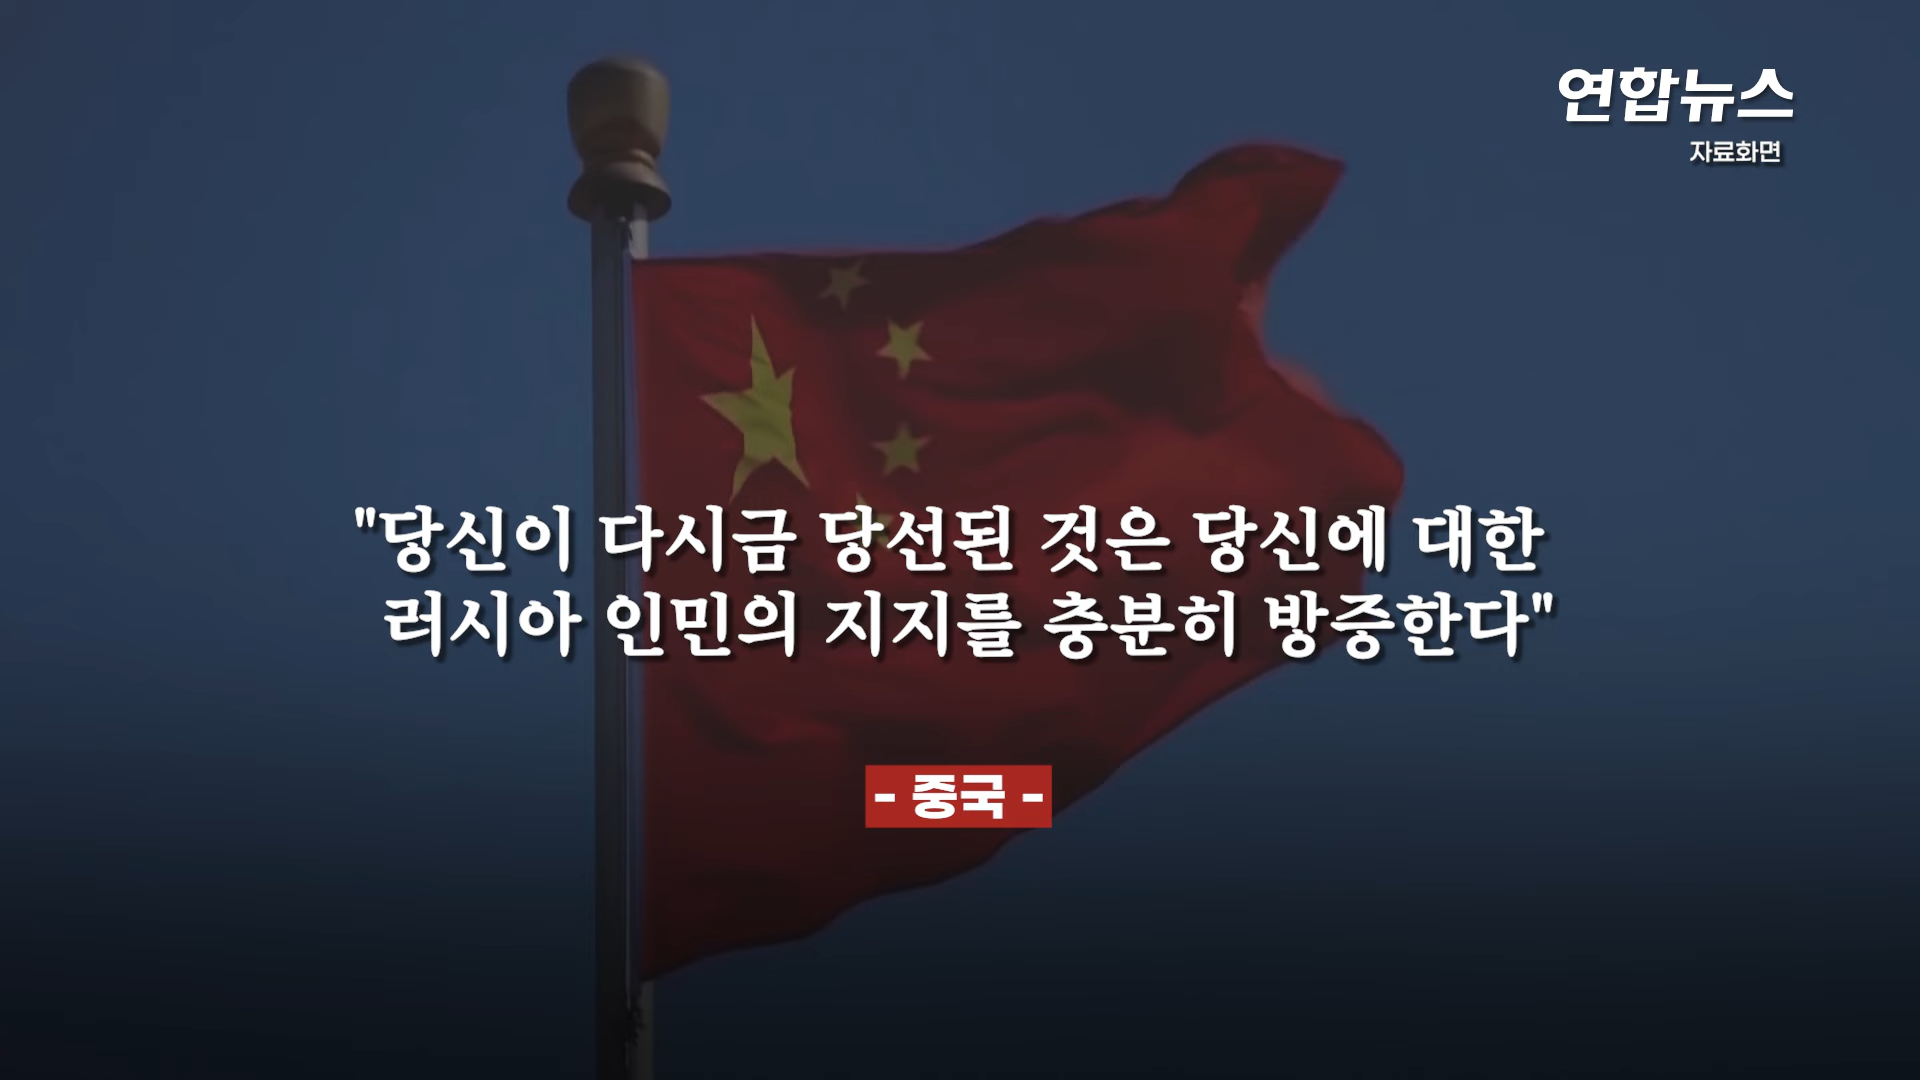 연합뉴스
자료화면
"당신이 다시금 당선된 것은 당신에 대한
러시아 인민의 지지를 충분히 방증한다"
- 중국 -